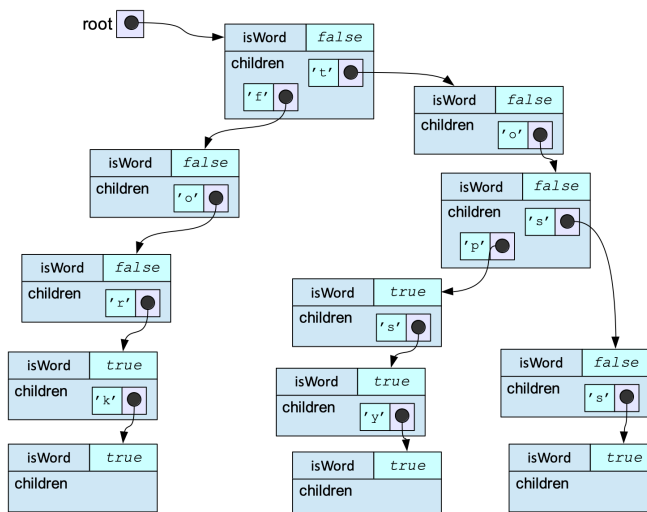 root
isWord false
children
't'
'f'
isWord false
children
'o'
isWord false
children
'o'
isWord false
children
's'
'p'
isWord false
children
'r'
isWord true
children
's'
isWord true
children
'k'
isWord false
children
's'
isWord true
children
'y'
isWord true
children
isWord true
children
isWord true
children